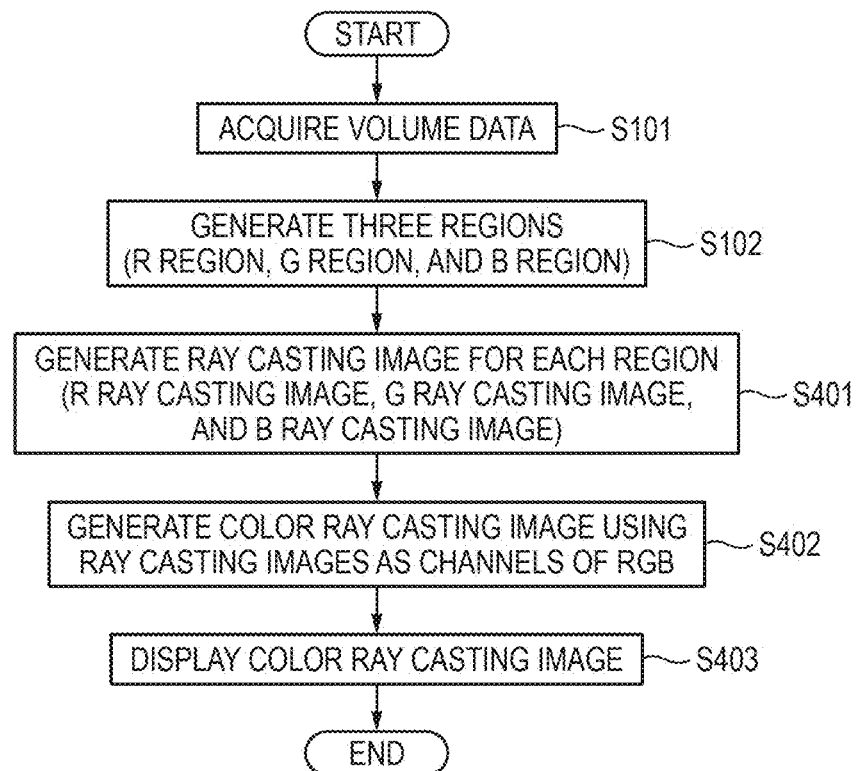 START
ACQUIRE VOLUME DATA
S101
GENERATE THREE REGIONS
(R REGION, G REGION, AND B REGION)
S102
GENERATE RAY CASTING IMAGE FOR EACH REGION
(R RAY CASTING IMAGE, G RAY CASTING IMAGE,
AND B RAY CASTING IMAGE)
S401
GENERATE COLOR RAY CASTING IMAGE USING
RAY CASTING IMAGES AS CHANNELS OF RGB
S402
DISPLAY COLOR RAY CASTING IMAGE
S403
END